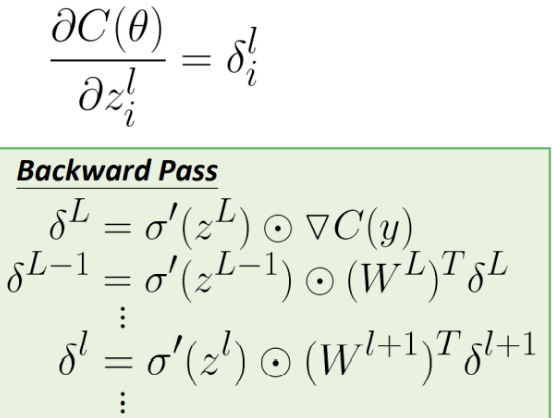 ∂C(θ)/∂z_i^l = δ_i^l
Backward Pass
δ^L = σ′(z^L) ⊙ ∇C(y)
δ^{L−1} = σ′(z^{L−1}) ⊙ (W^L)^T δ^L
⋮
δ^l = σ′(z^l) ⊙ (W^{l+1})^T δ^{l+1}
⋮